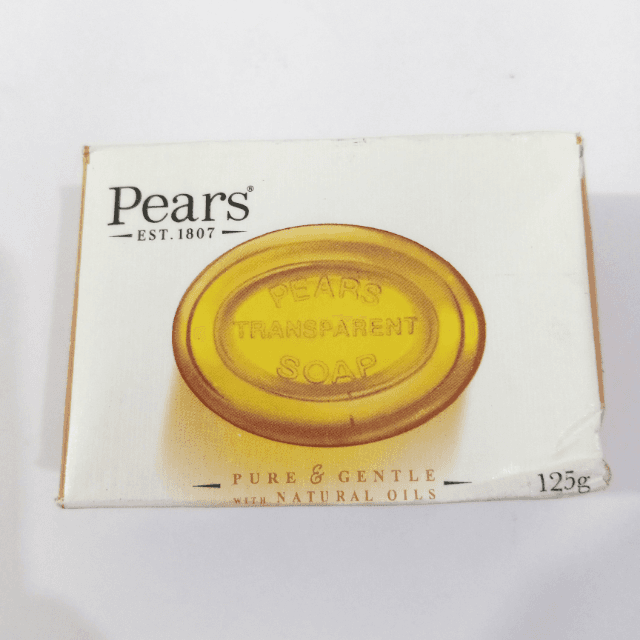 Pears®
EST. 1807
PEARS
TRANSPARENT
SOAP
PURE & GENTLE
WITH NATURAL OILS
125g